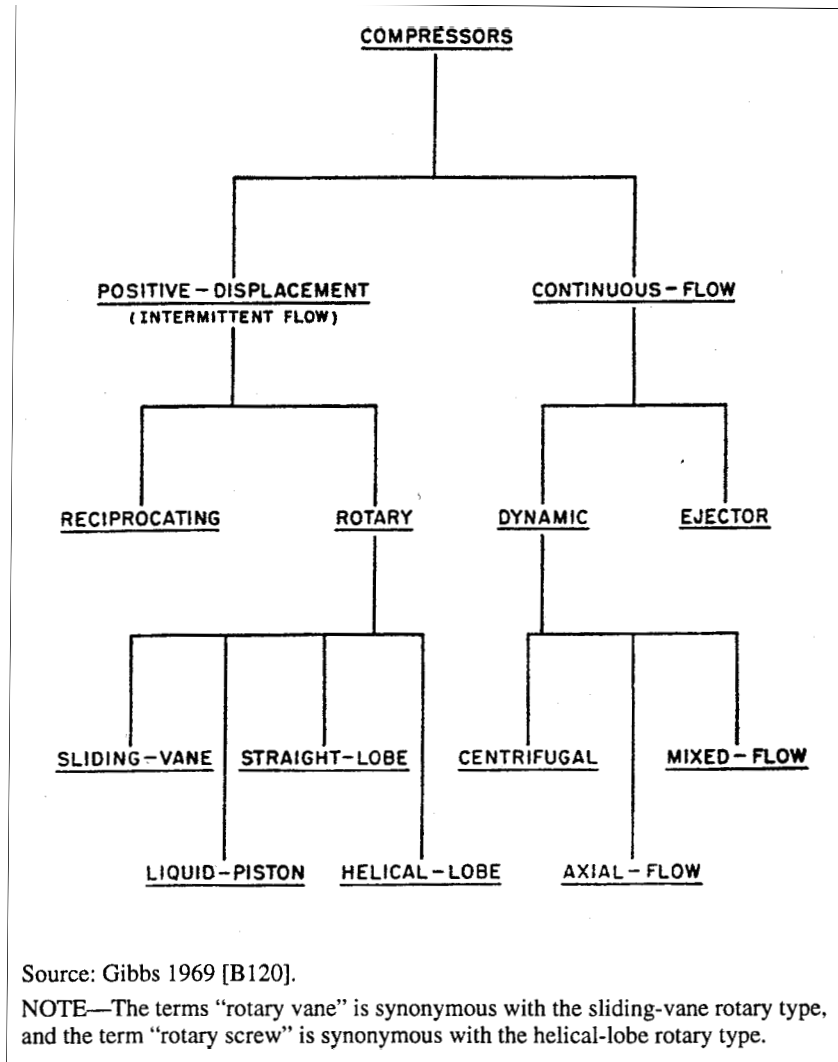 COMPRESSORS
POSITIVE-DISPLACEMENT
(INTERMITTENT FLOW)
CONTINUOUS-FLOW
RECIPROCATING
ROTARY
DYNAMIC
EJECTOR
SLIDING-VANE
STRAIGHT-LOBE
CENTRIFUGAL
MIXED-FLOW
LIQUID-PISTON
HELICAL-LOBE
AXIAL-FLOW
Source: Gibbs 1969 [B120].
NOTE—The terms “rotary vane” is synonymous with the sliding-vane rotary type,
and the term “rotary screw” is synonymous with the helical-lobe rotary type.